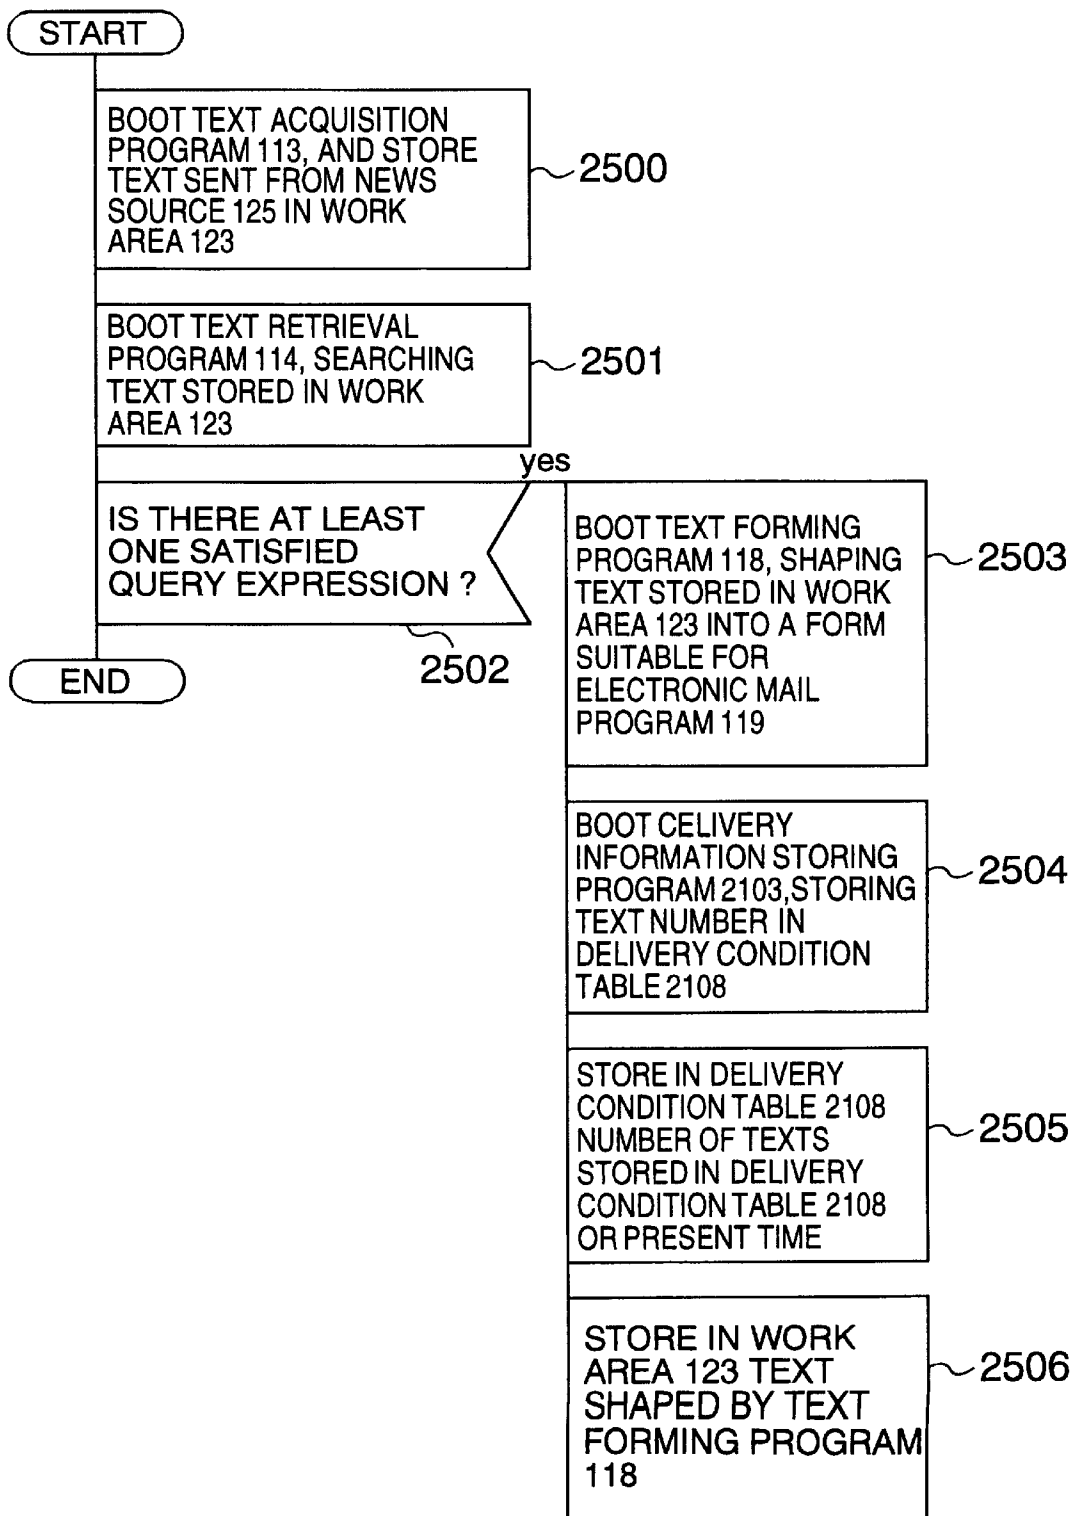 START
BOOT TEXT ACQUISITION
PROGRAM 113, AND STORE
TEXT SENT FROM NEWS
SOURCE 125 IN WORK
AREA 123
2500
BOOT TEXT RETRIEVAL
PROGRAM 114, SEARCHING
TEXT STORED IN WORK
AREA 123
2501
yes
IS THERE AT LEAST
ONE SATISFIED
QUERY EXPRESSION ?
2502
END
BOOT TEXT FORMING
PROGRAM 118, SHAPING
TEXT STORED IN WORK
AREA 123 INTO A FORM
SUITABLE FOR
ELECTRONIC MAIL
PROGRAM 119
2503
BOOT CELIVERY
INFORMATION STORING
PROGRAM 2103,STORING
TEXT NUMBER IN
DELIVERY CONDITION
TABLE 2108
2504
STORE IN DELIVERY
CONDITION TABLE 2108
NUMBER OF TEXTS
STORED IN DELIVERY
CONDITION TABLE 2108
OR PRESENT TIME
2505
STORE IN WORK
AREA 123 TEXT
SHAPED BY TEXT
FORMING PROGRAM
118
2506